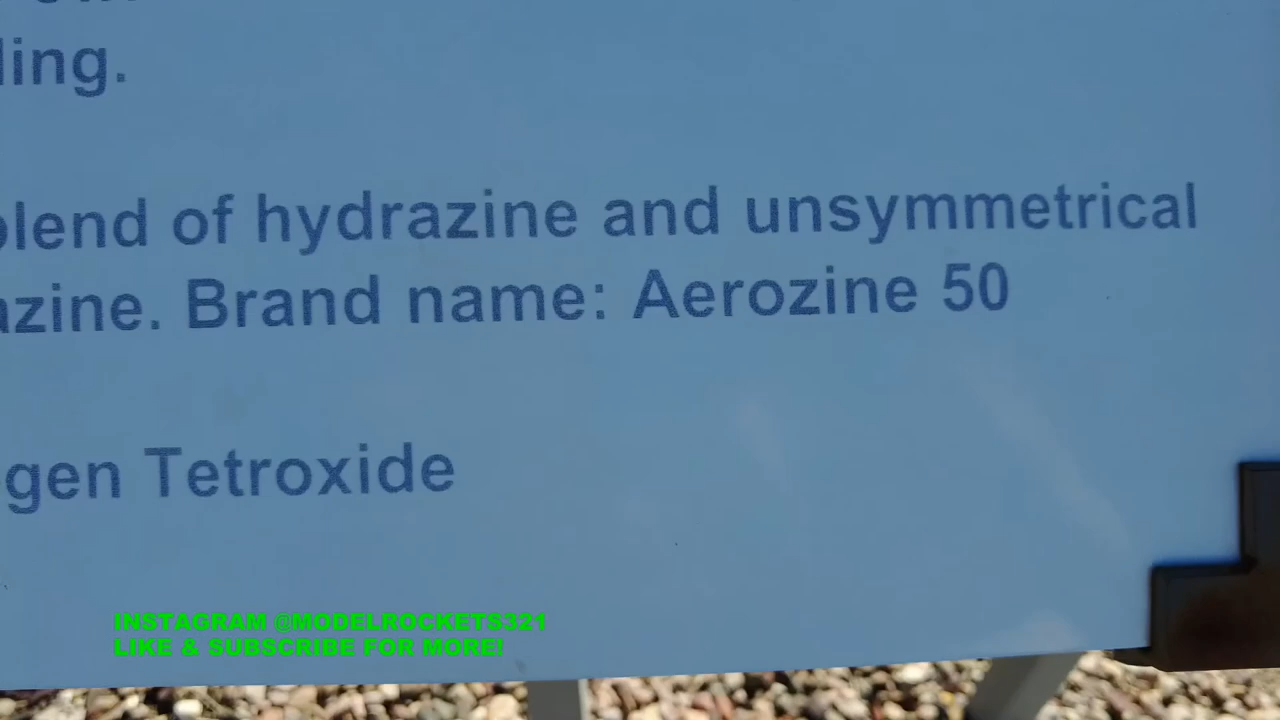 ling.
blend of hydrazine and unsymmetrical
azine. Brand name: Aerozine 50
gen Tetroxide
INSTAGRAM @MODELROCKETS321
LIKE & SUBSCRIBE FOR MORE!